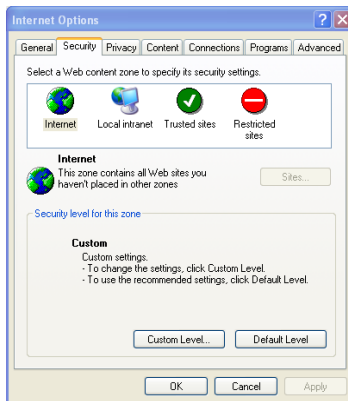 Internet Options
General Security Privacy Content Connections Programs Advanced
Select a Web content zone to specify its security settings.
Internet Local intranet Trusted sites Restricted sites
Internet
This zone contains all Web sites you
haven't placed in other zones
Sites...
Security level for this zone
Custom
Custom settings.
- To change the settings, click Custom Level.
- To use the recommended settings, click Default Level.
Custom Level... Default Level
OK Cancel Apply